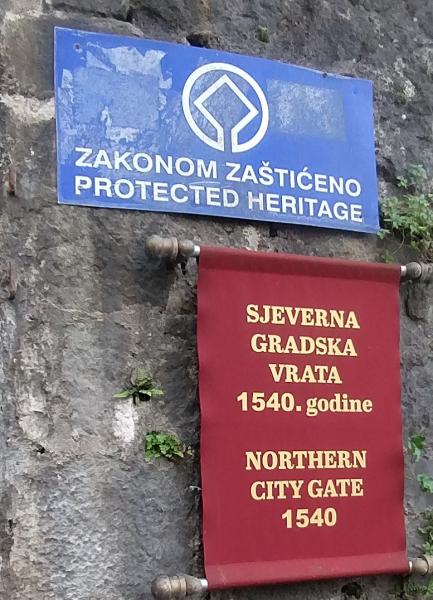 ZAKONOM ZAŠTIĆENO
PROTECTED HERITAGE
SJEVERNA
GRADSKA
VRATA
1540. godine
NORTHERN
CITY GATE
1540